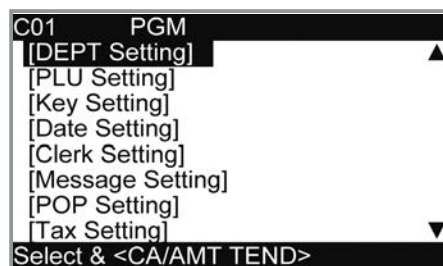 C01 PGM
[DEPT Setting]
[PLU Setting]
[Key Setting]
[Date Setting]
[Clerk Setting]
[Message Setting]
[POP Setting]
[Tax Setting]
Select & <CA/AMT TEND>